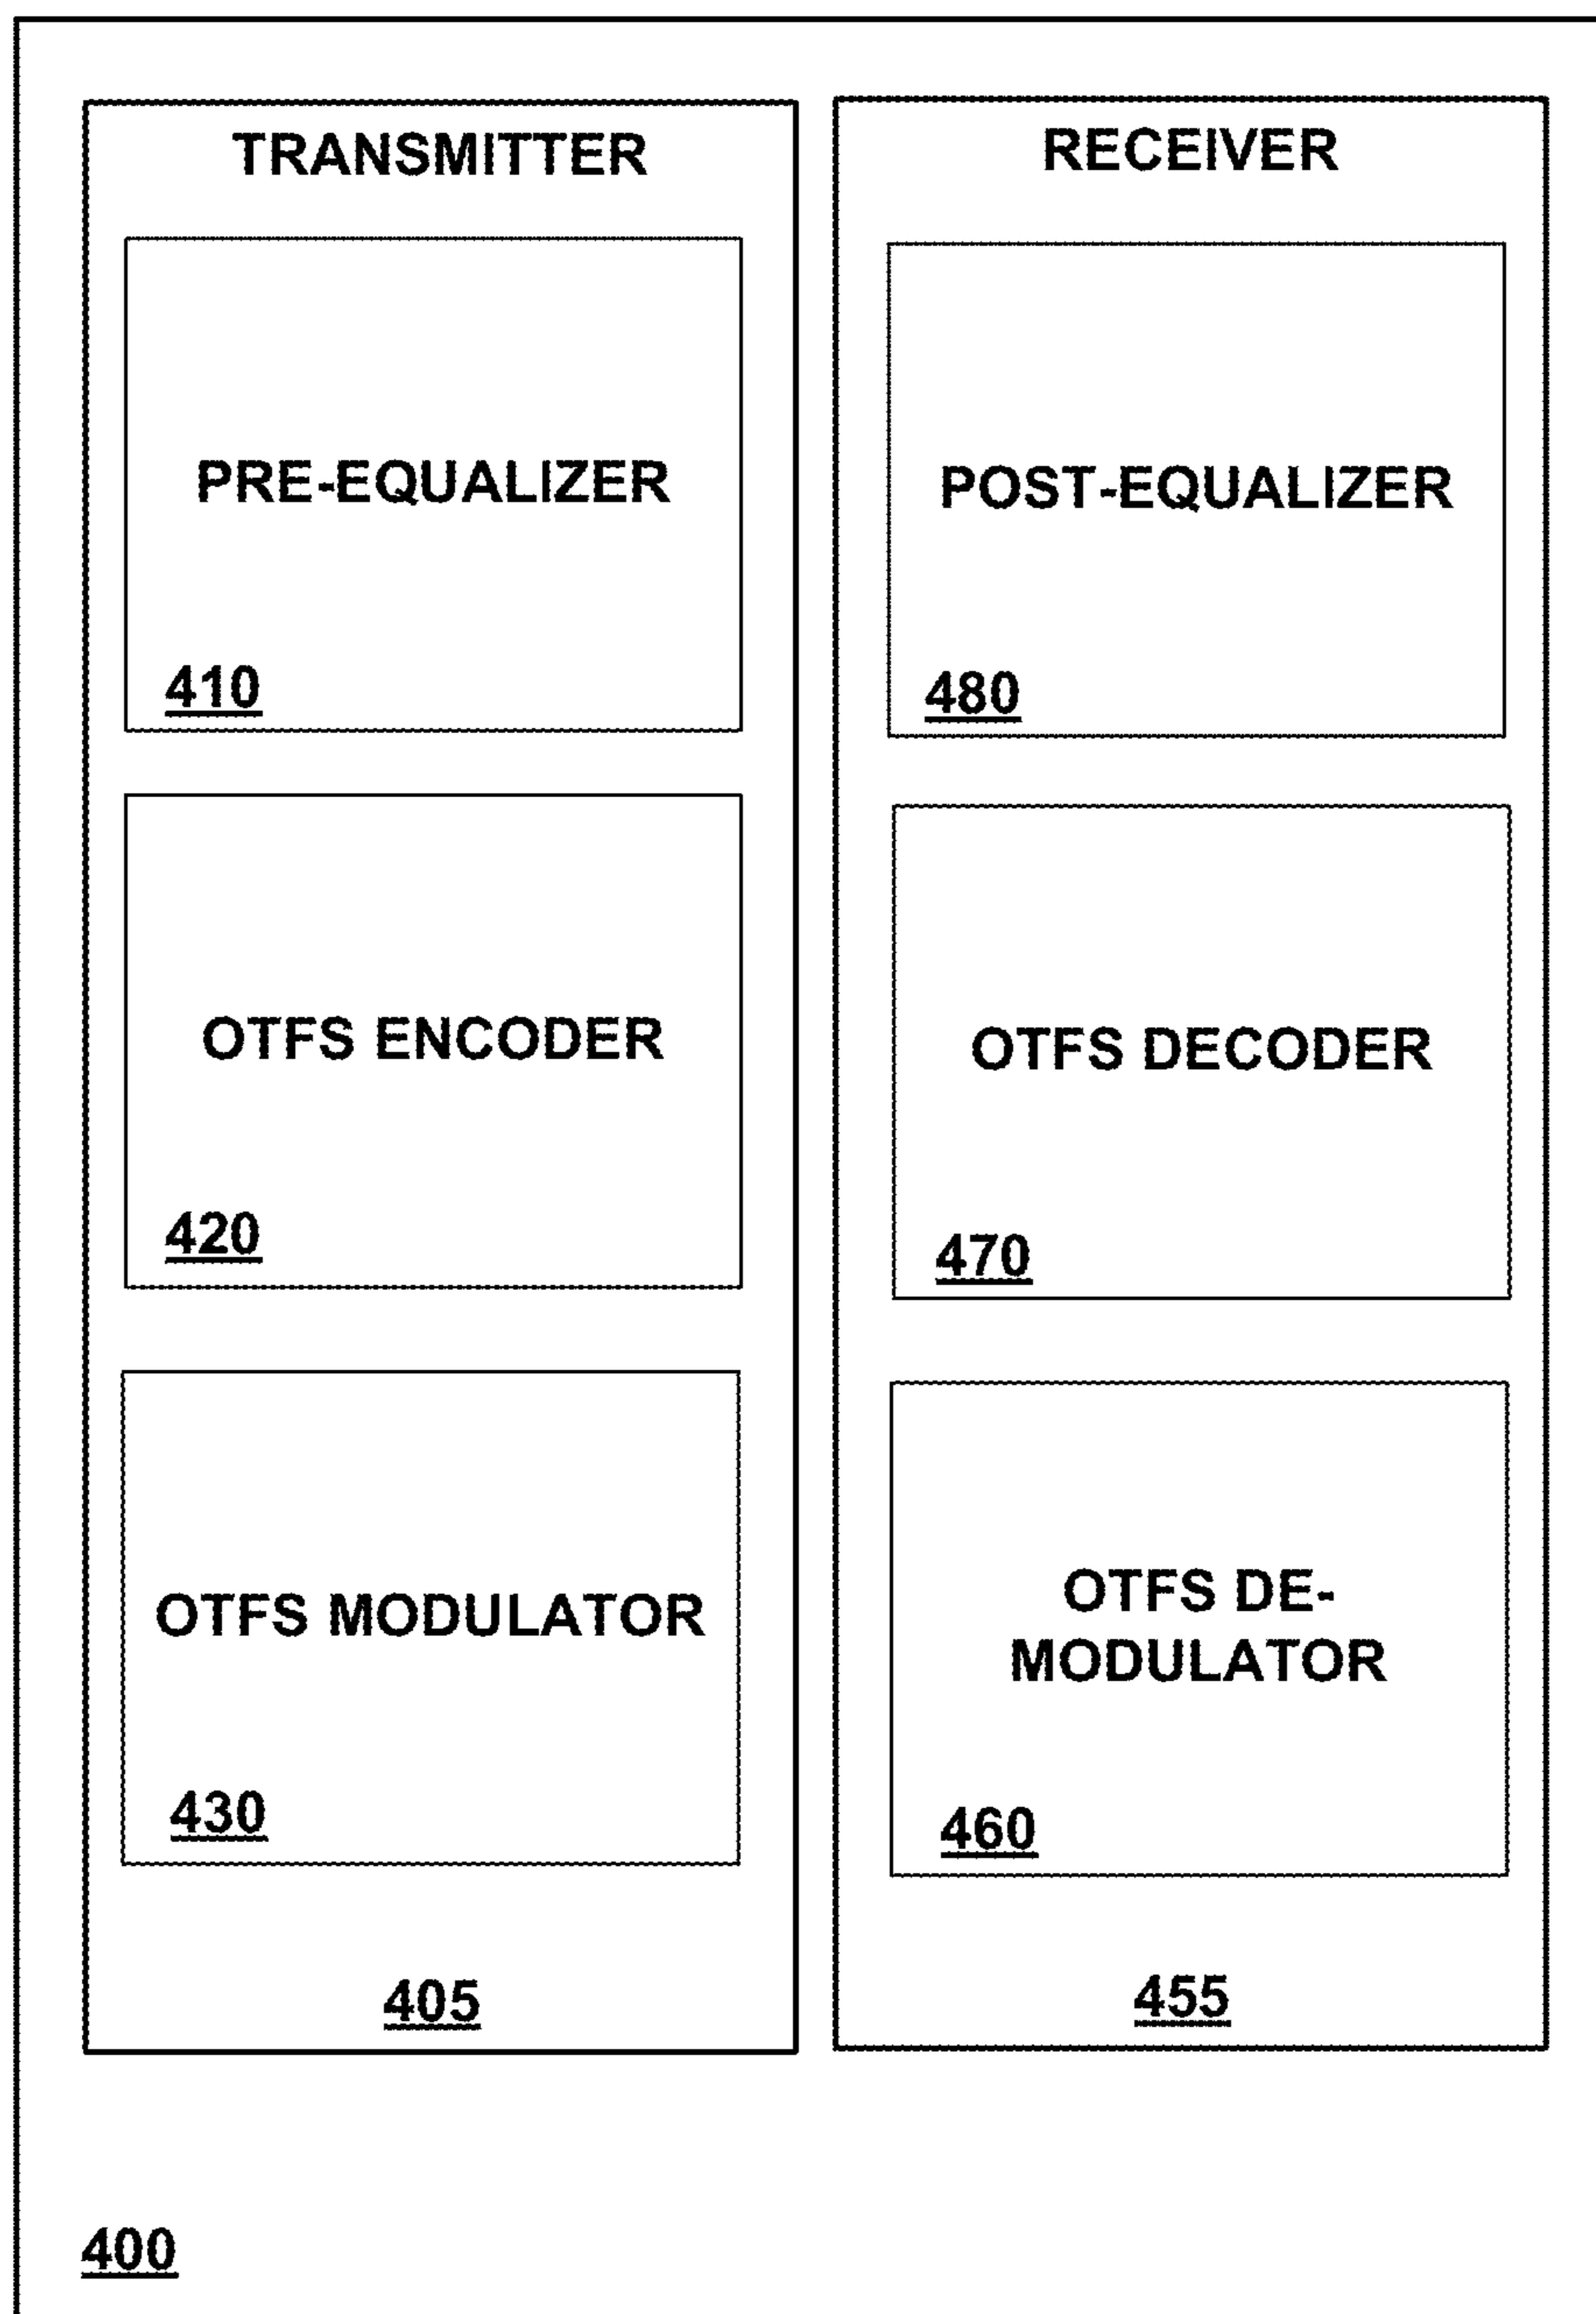 TRANSMITTER
PRE-EQUALIZER
410
OTFS ENCODER
420
OTFS MODULATOR
430
405
RECEIVER
POST-EQUALIZER
480
OTFS DECODER
470
OTFS DE-
MODULATOR
460
455
400